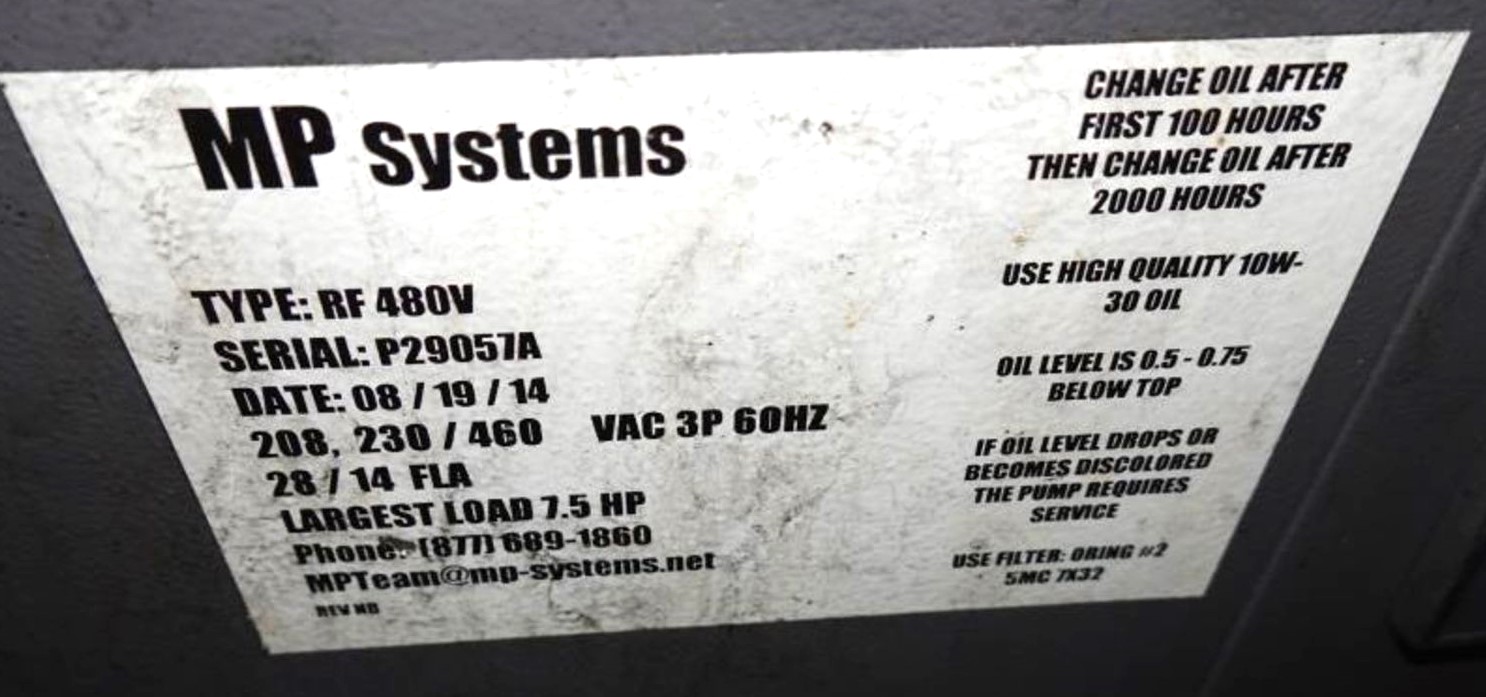 MP Systems
TYPE: RF 480V
SERIAL: P29057A
DATE: 08 / 19 / 14
208, 230 / 460 VAC 3P 60HZ
28 / 14 FLA
LARGEST LOAD 7.5 HP
Phone: (877) 689-1860
MPTeam@mp-systems.net
REV NB
CHANGE OIL AFTER
FIRST 100 HOURS
THEN CHANGE OIL AFTER
2000 HOURS
USE HIGH QUALITY 10W-
30 OIL
OIL LEVEL IS 0.5 - 0.75
BELOW TOP
IF OIL LEVEL DROPS OR
BECOMES DISCOLORED
THE PUMP REQUIRES
SERVICE
USE FILTER: ORING #2
5MC 7X32